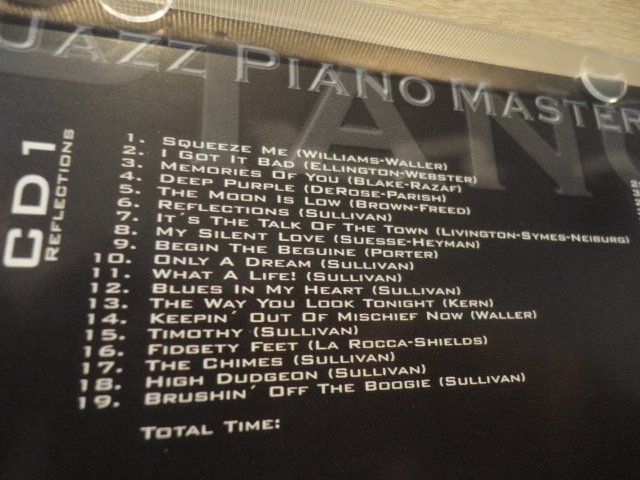 Jazz Piano Master
CD 1
Reflections
1. Squeeze Me (Williams-Waller)
2. I Got It Bad (Ellington-Webster)
3. Memories Of You (Blake-Razaf)
4. Deep Purple (DeRose-Parish)
5. The Moon Is Low (Brown-Freed)
6. Reflections (Sullivan)
7. It´s The Talk Of The Town (Livington-Symes-Neiburg)
8. My Silent Love (Suesse-Heyman)
9. Begin The Beguine (Porter)
10. Only A Dream (Sullivan)
11. What A Life! (Sullivan)
12. Blues In My Heart (Sullivan)
13. The Way You Look Tonight (Kern)
14. Keepin´ Out Of Mischief Now (Waller)
15. Timothy (Sullivan)
16. Fidgety Feet (La Rocca-Shields)
17. The Chimes (Sullivan)
18. High Dudgeon (Sullivan)
19. Brushin´ Off The Boogie (Sullivan)
Total Time: